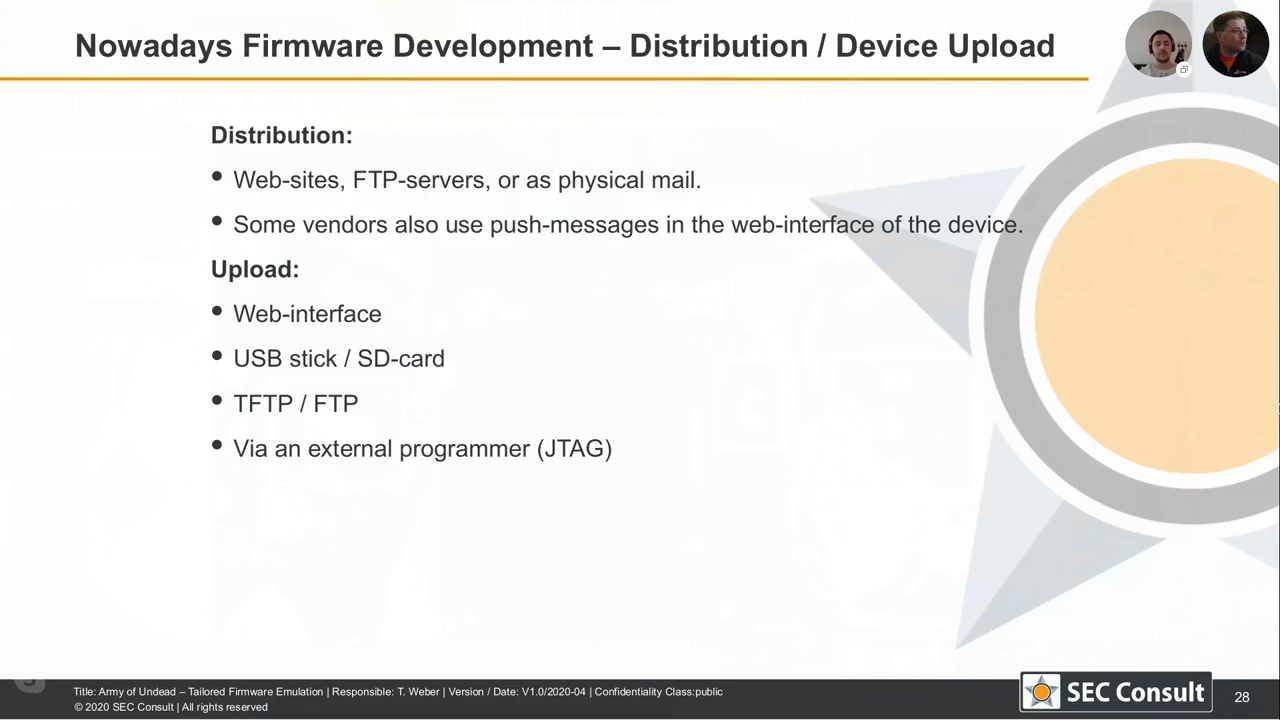 Nowadays Firmware Development – Distribution / Device Upload
Distribution:
• Web-sites, FTP-servers, or as physical mail.
• Some vendors also use push-messages in the web-interface of the device.
Upload:
• Web-interface
• USB stick / SD-card
• TFTP / FTP
• Via an external programmer (JTAG)
Title: Army of Undead – Tailored Firmware Emulation | Responsible: T. Weber | Version / Date: V1.0/2020-04 | Confidentiality Class:public
© 2020 SEC Consult | All rights reserved
SEC Consult
28